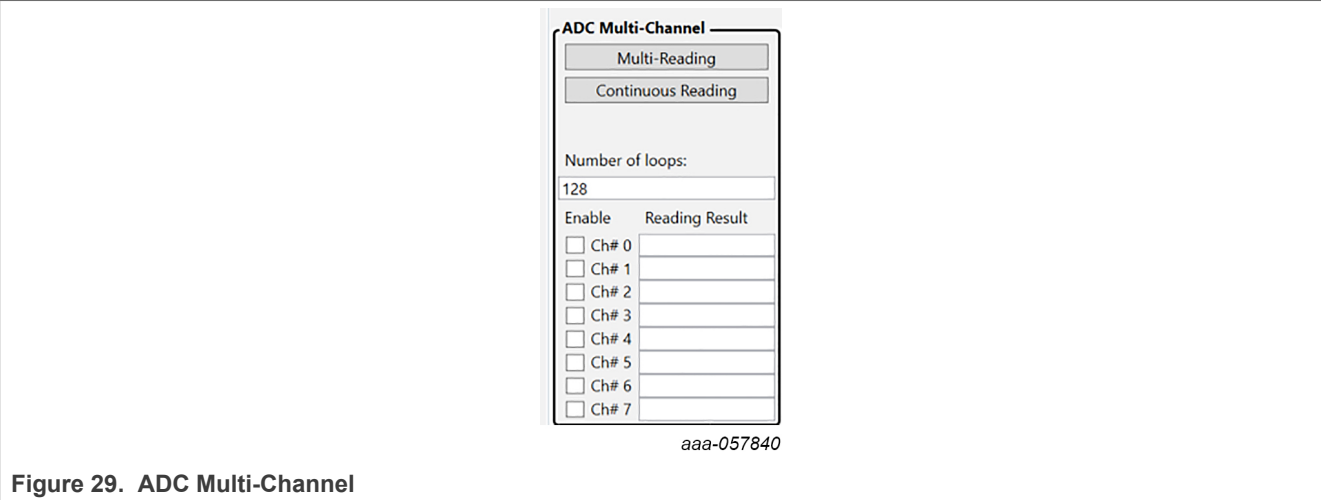 ADC Multi-Channel
Multi-Reading
Continuous Reading
Number of loops:
128
Enable Reading Result
Ch# 0
Ch# 1
Ch# 2
Ch# 3
Ch# 4
Ch# 5
Ch# 6
Ch# 7
aaa-057840
Figure 29. ADC Multi-Channel